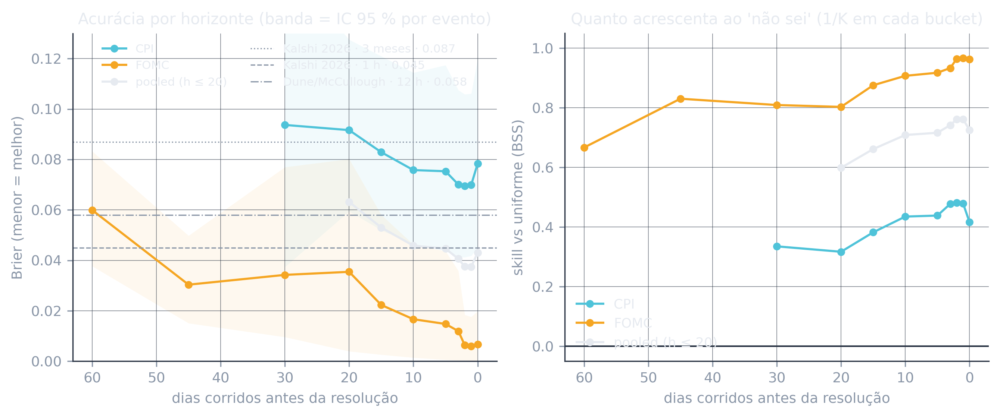 Acurácia por horizonte (banda = IC 95 % por evento)
CPI
FOMC
pooled (h ≤ 20)
Kalshi 2026 · 3 meses · 0.087
Kalshi 2026 · 1 h · 0.045
Dune/McCullough · 12 h · 0.058
Brier (menor = melhor)
0.12
0.10
0.08
0.06
0.04
0.02
0.00
60 50 40 30 20 10 0
dias corridos antes da resolução
Quanto acrescenta ao 'não sei' (1/K em cada bucket)
skill vs uniforme (BSS)
1.0
0.8
0.6
0.4
0.2
0.0
CPI
FOMC
pooled (h ≤ 20)
60 50 40 30 20 10 0
dias corridos antes da resolução